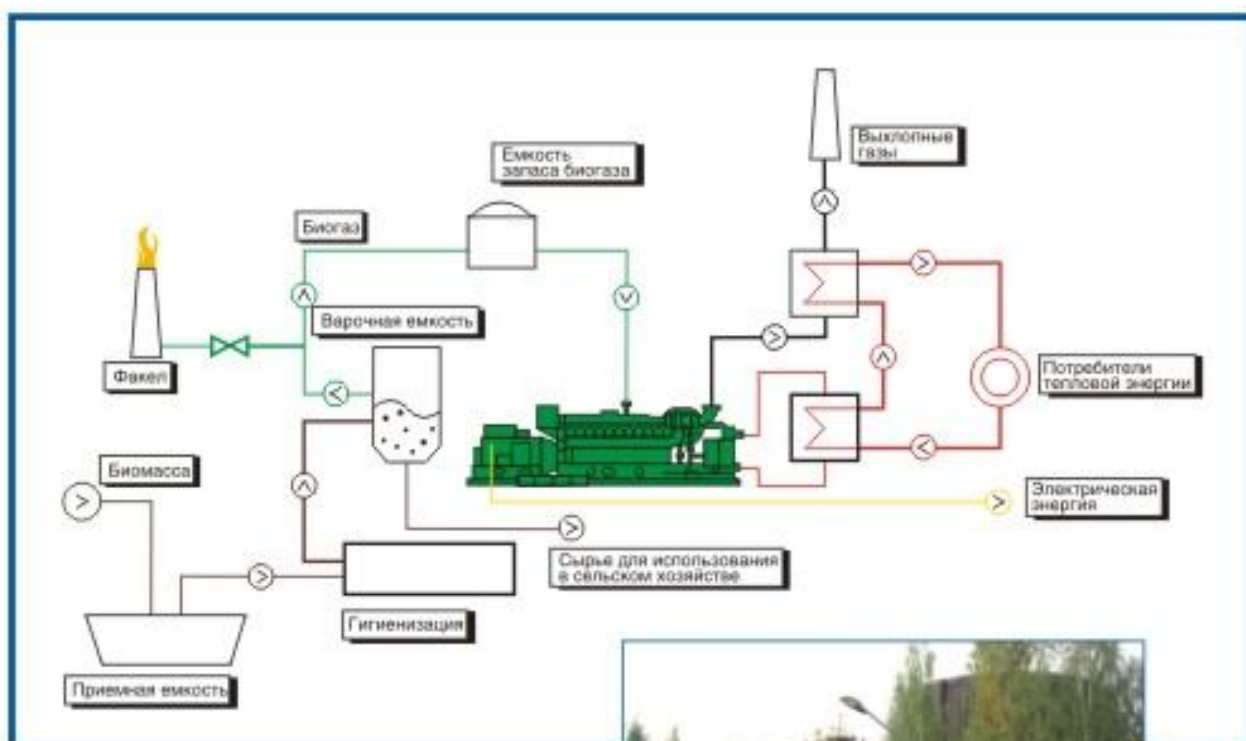 Выхлопные
газы
Емкость
запаса биогаза
Биогаз
Варочная емкость
Факел
Потребители
тепловой энергии
Биомасса
Электрическая
энергия
Сырье для использования
в сельском хозяйстве
Гигиенизация
Приемная емкость